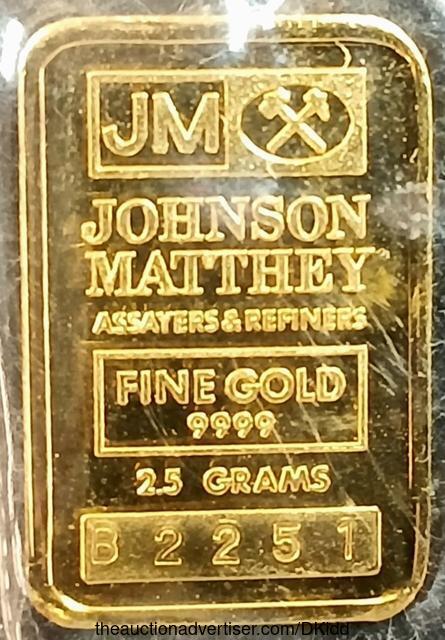 JM
JOHNSON
MATTHEY
ASSAYERS & REFINERS
FINE GOLD
9999
2.5 GRAMS
B 2 2 5 1
theauctionadvertiser.com/DKidd